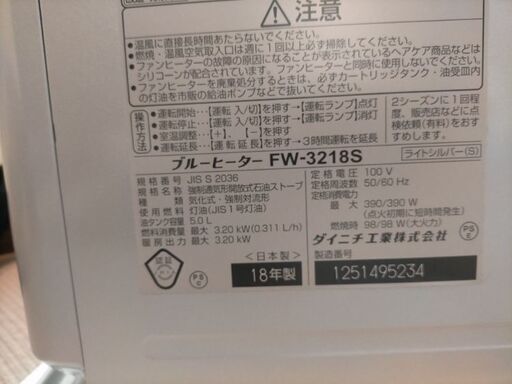 ⚠注意
●温風に直接長時間あたらないでください。
●燃焼・温風空気取入口は週に1回以上必ず掃除してください。
●ファンヒーターの故障の原因になることが表示されているヘアケア商品などは
シリコーンが配合されています。ファンヒーターと同時に使用しないでください。
●ファンヒーターを廃棄処分するときは、必ずカートリッジタンク・油受皿内
の灯油を市販の給油ポンプなどで抜いてください。
操作方法
●運転開始…【運転 入/切】を押す→【運転ランプ】点灯
●運転停止…【運転 入/切】を押す→【運転ランプ】消灯
●室温調整…【+】、【-】を押す
●運転延長…【運転延長】を押す→3時間運転を延長
2シーズンに1回程
度、販売店などに点
検依頼(有料)をおす
すめします。
ブルーヒーター FW-3218S
ライトシルバー(S)
規格番号 JIS S 2036
規格種類 強制通気形開放式石油ストーブ
種類 気化式・強制対流形
使用燃料 灯油(JIS1号灯油)
油タンク容量 5.0L
燃料消費量 最大 3.20kW(0.311L/h)
暖房出力 最大 3.20kW
定格電圧 100V
定格周波数 50/60Hz
定格消費電力
最大 390/390W
(点火初期に短時間発生)
燃焼時 98/98W(大火力)
ダイニチ工業株式会社
認証
PSC
<日本製>
18年製
製造番号
1251495234
PSE